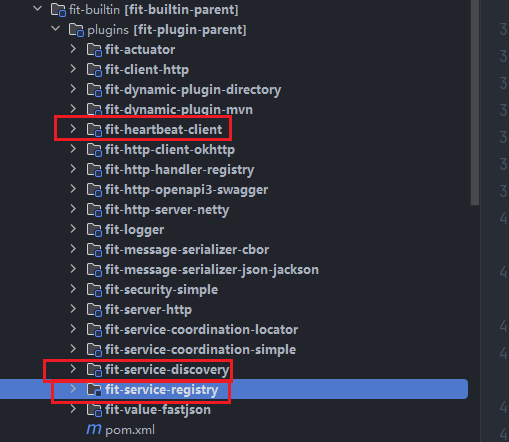 fit-builtin [fit-builtin-parent]
plugins [fit-plugin-parent]
fit-actuator
fit-client-http
fit-dynamic-plugin-directory
fit-dynamic-plugin-mvn
fit-heartbeat-client
fit-http-client-okhttp
fit-http-handler-registry
fit-http-openapi3-swagger
fit-http-server-netty
fit-logger
fit-message-serializer-cbor
fit-message-serializer-json-jackson
fit-security-simple
fit-server-http
fit-service-coordination-locator
fit-service-coordination-simple
fit-service-discovery
fit-service-registry
fit-value-fastjson
m pom.xml